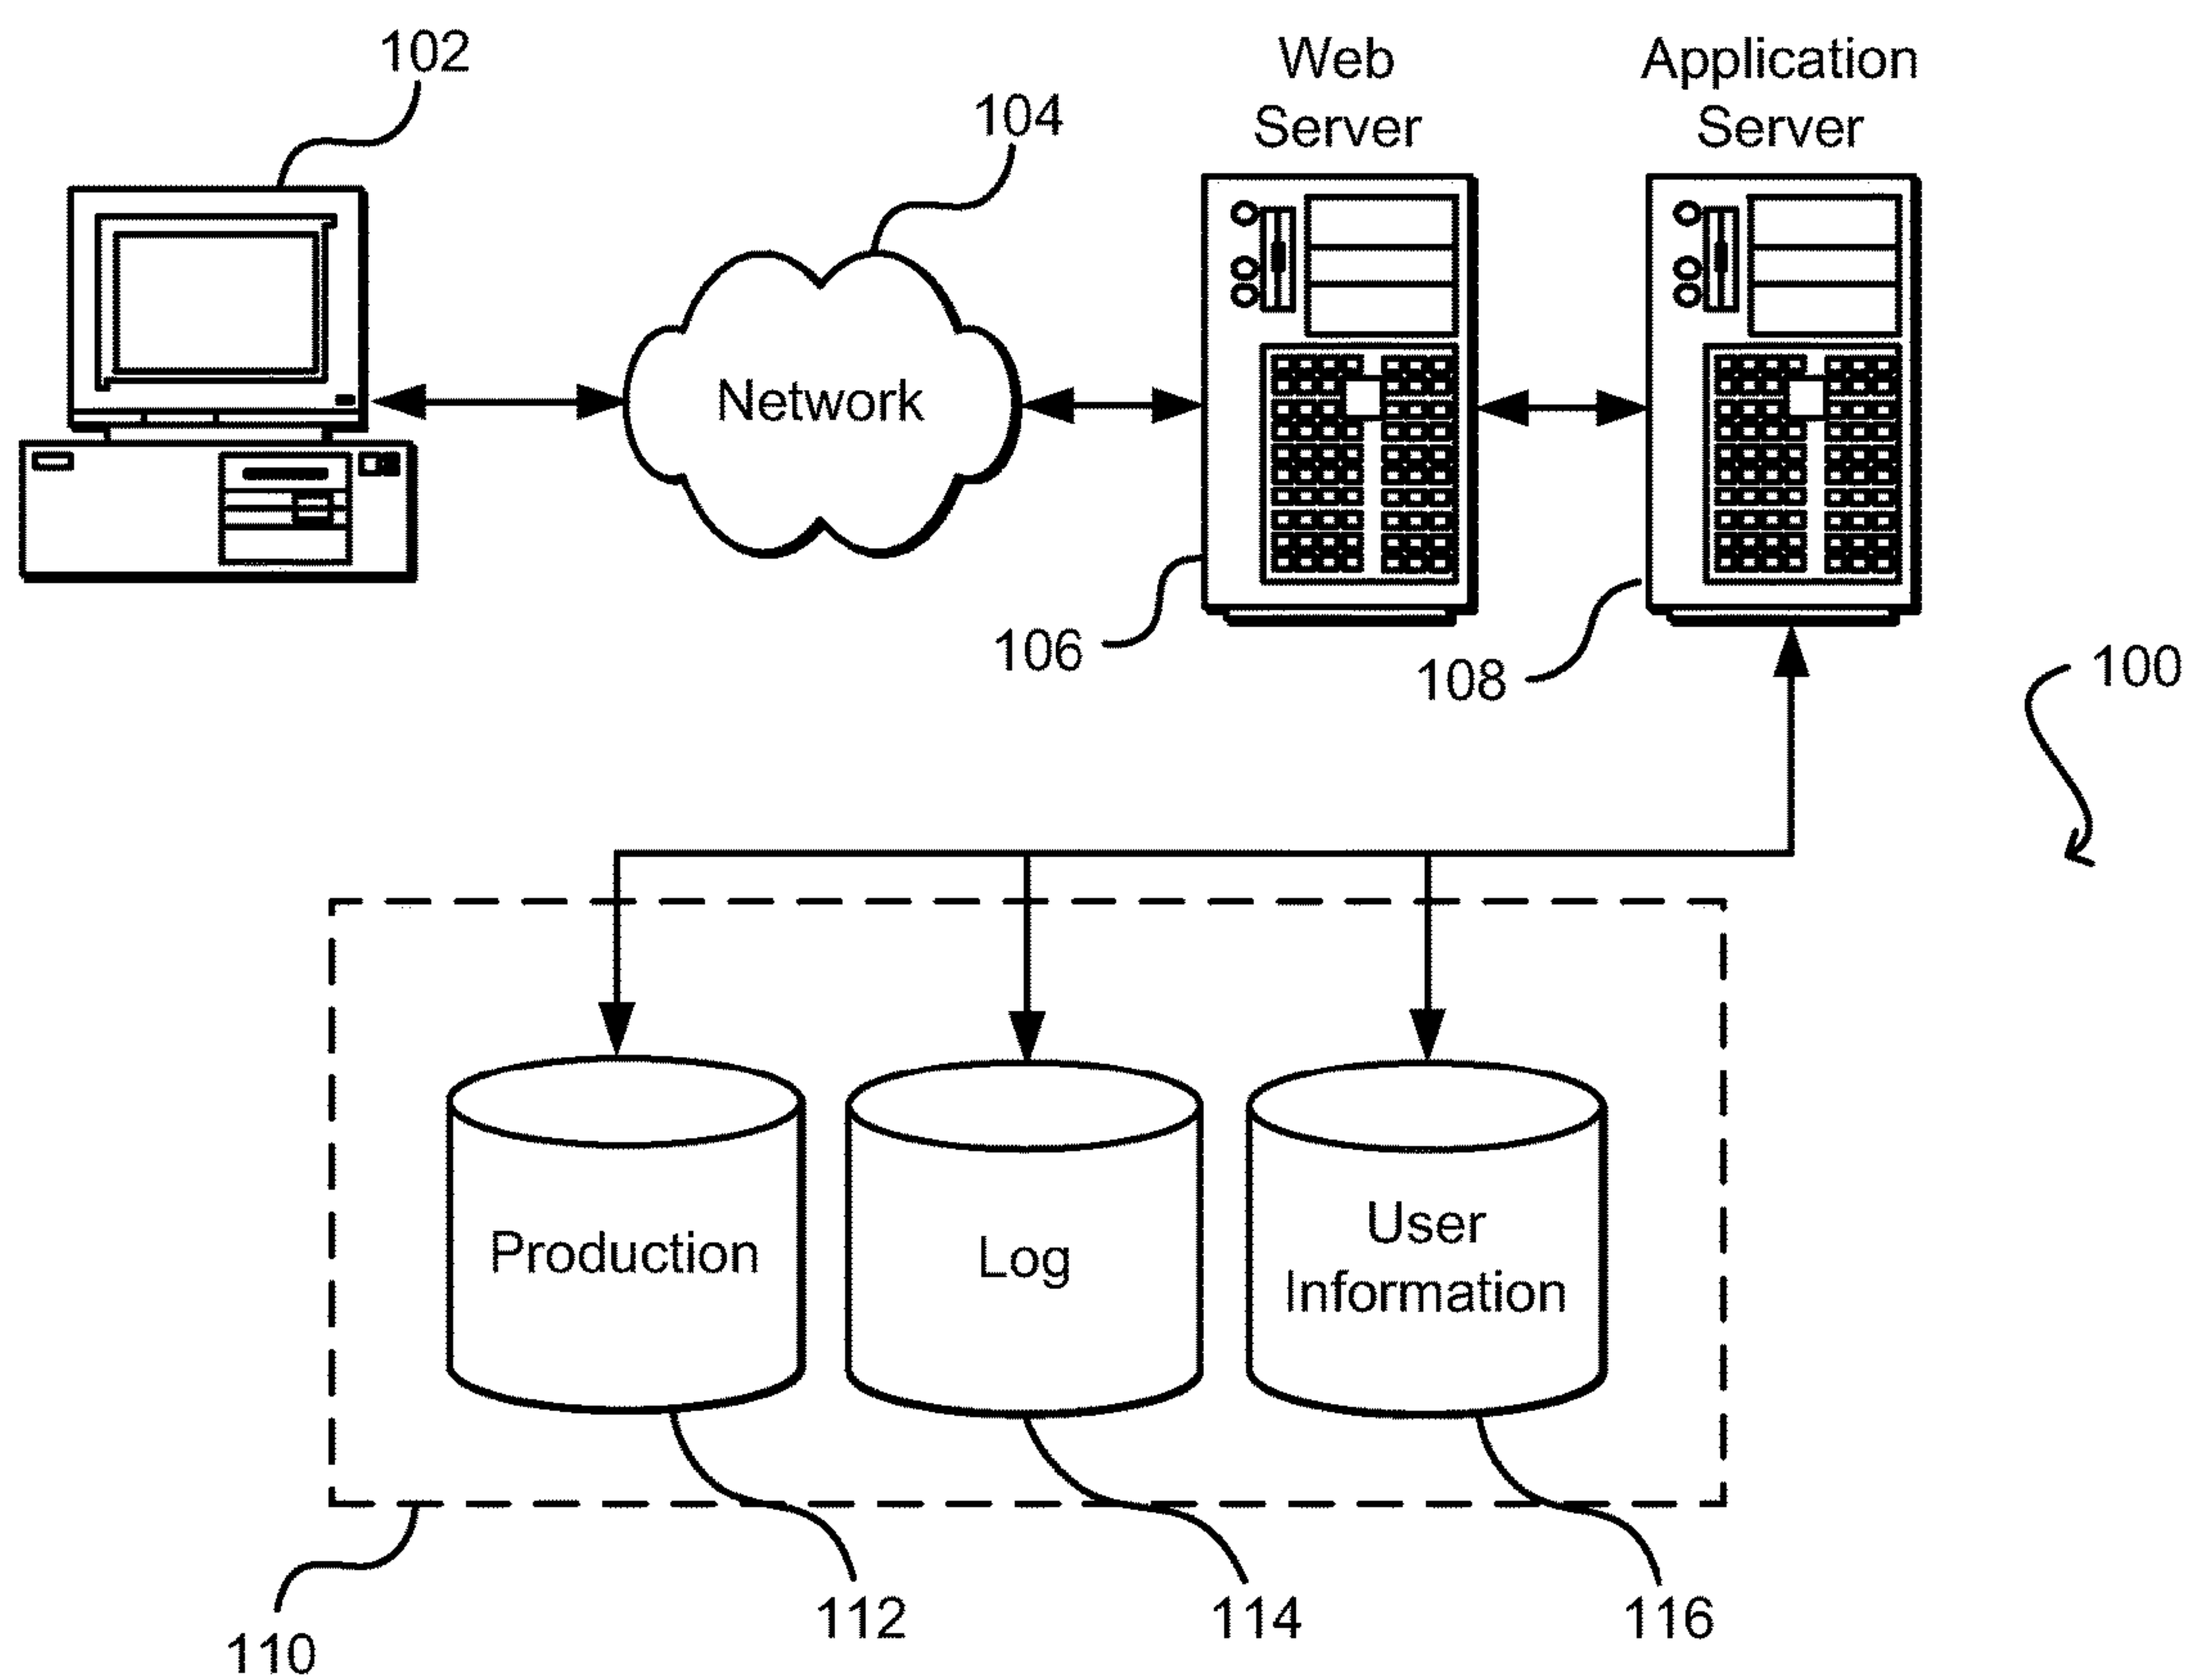 102
104
Web
Server
Application
Server
Network
106
108
100
Production
Log
User
Information
112
114
116
110